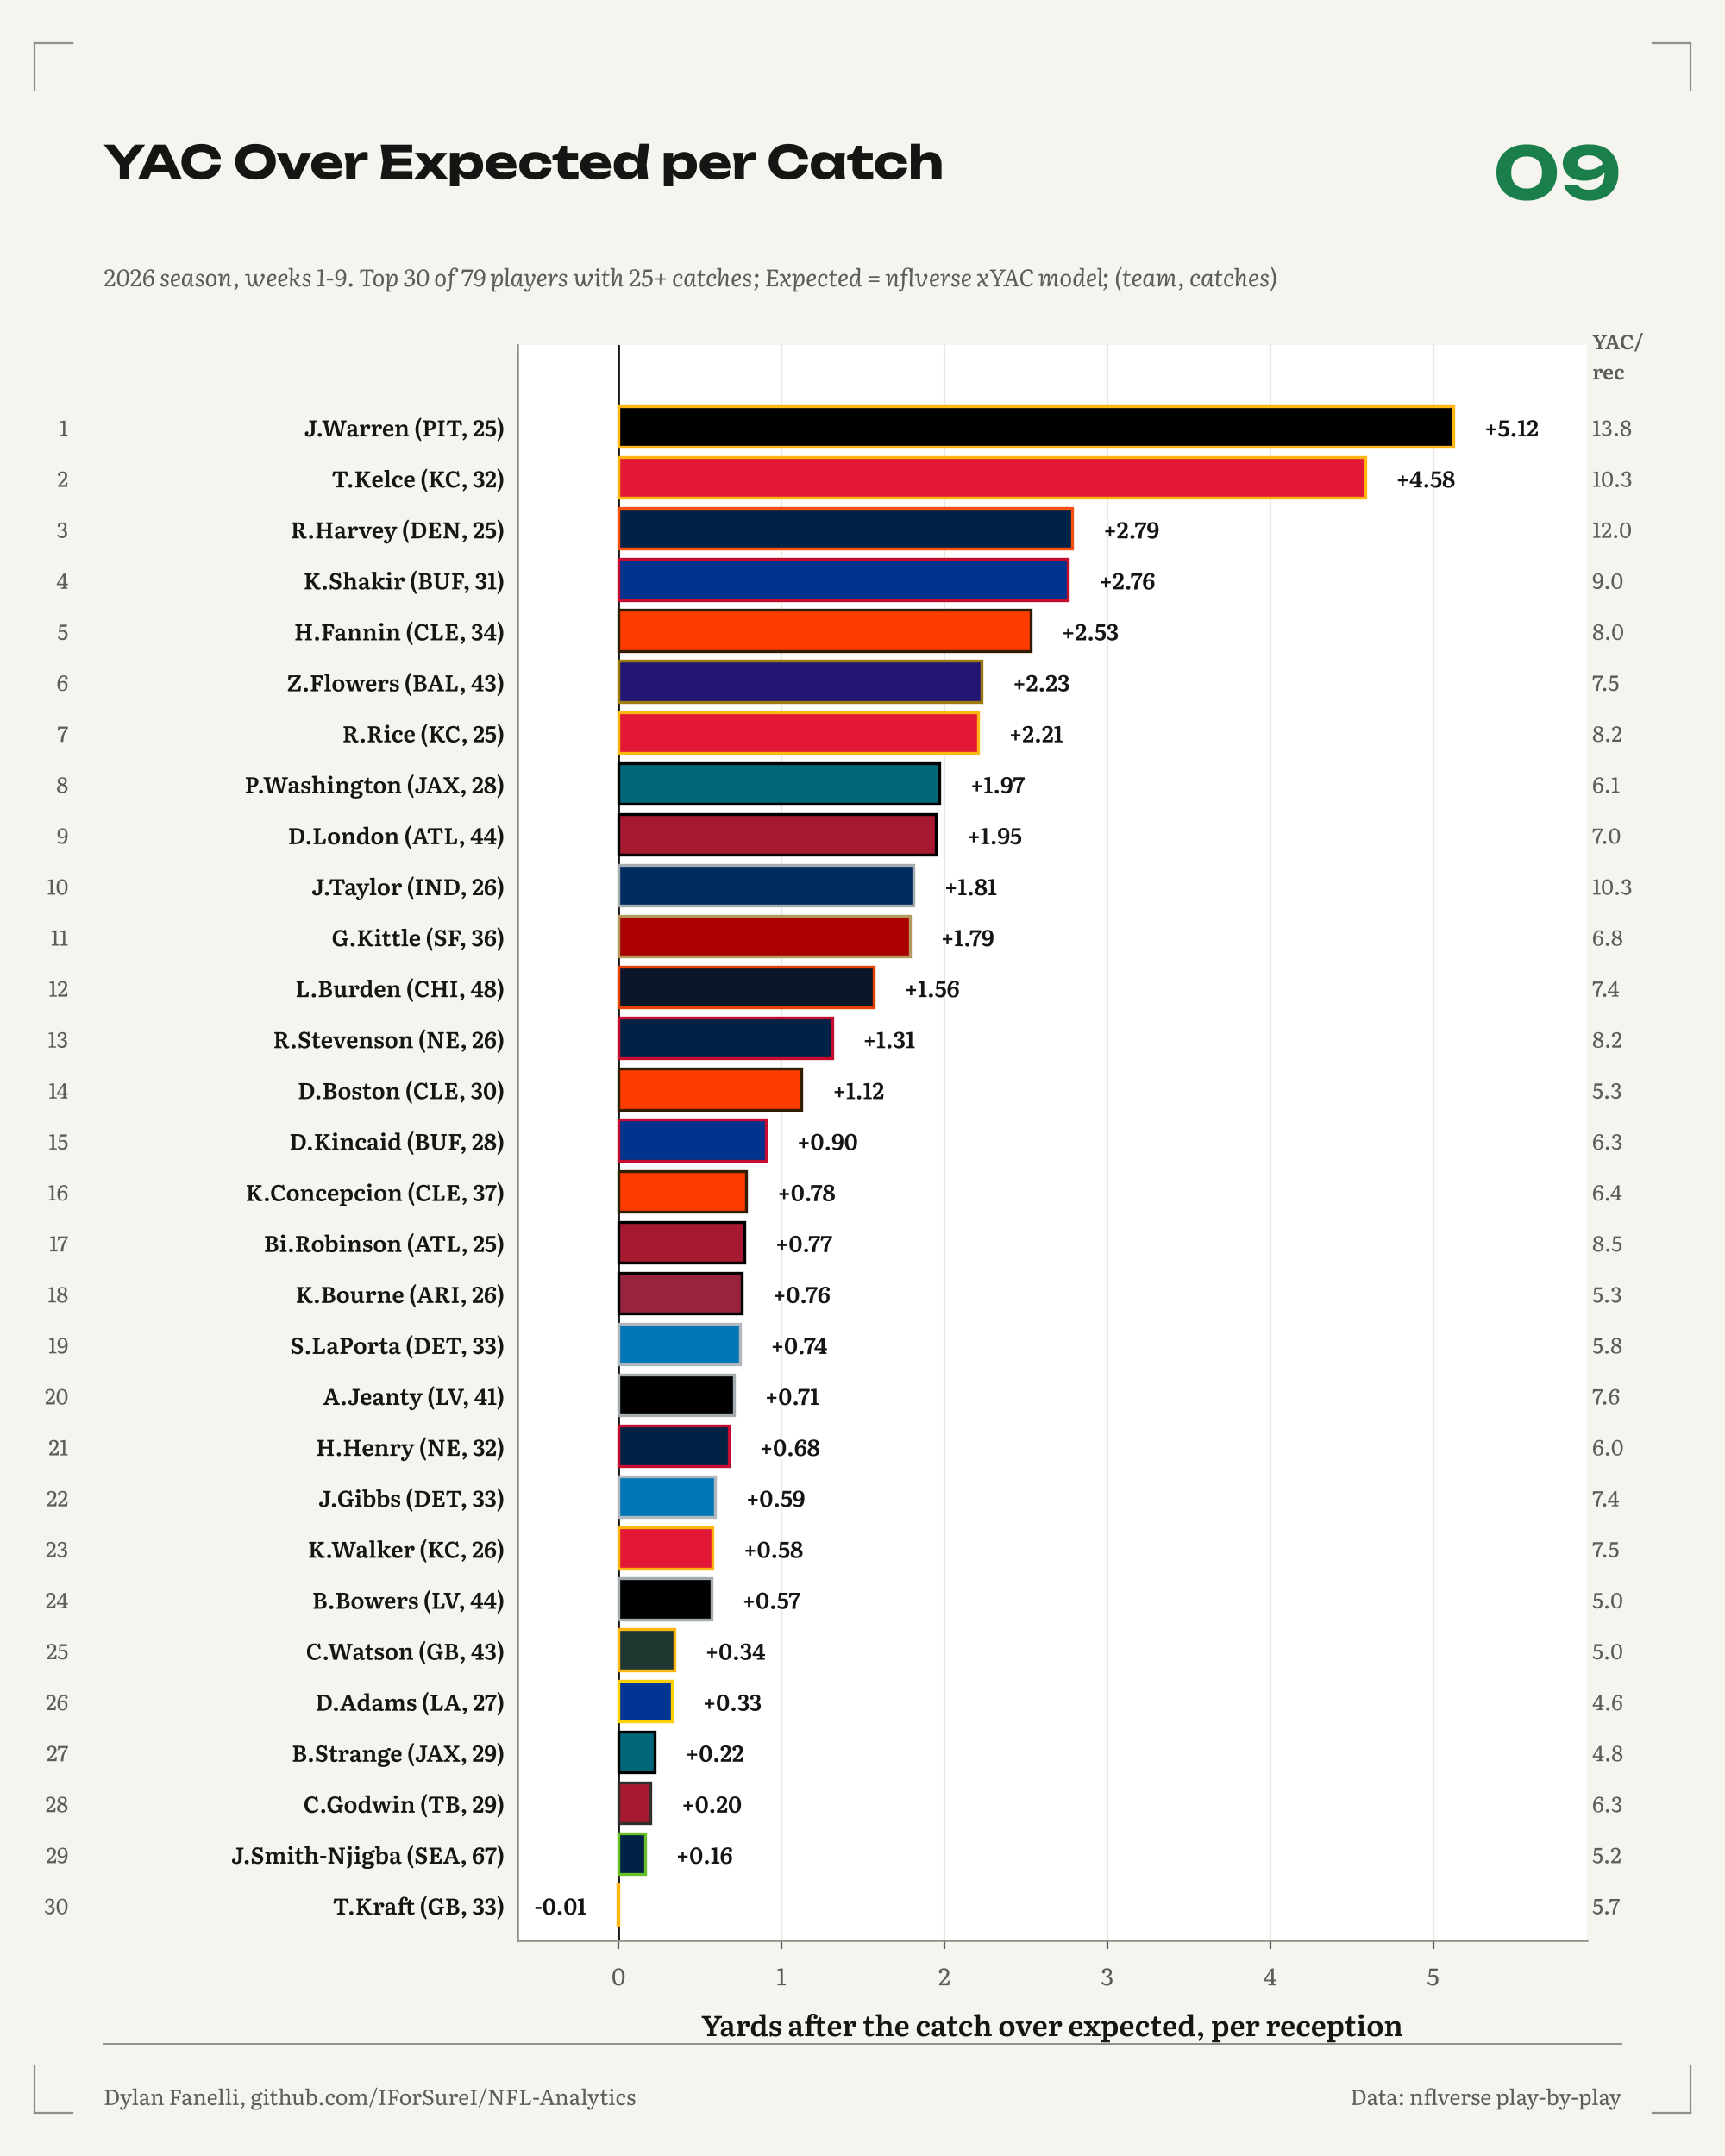 YAC Over Expected per Catch
09
2026 season, weeks 1-9. Top 30 of 79 players with 25+ catches; Expected = nflverse xYAC model; (team, catches)
YAC/
rec
1 J.Warren (PIT, 25) +5.12 13.8
2 T.Kelce (KC, 32) +4.58 10.3
3 R.Harvey (DEN, 25) +2.79 12.0
4 K.Shakir (BUF, 31) +2.76 9.0
5 H.Fannin (CLE, 34) +2.53 8.0
6 Z.Flowers (BAL, 43) +2.23 7.5
7 R.Rice (KC, 25) +2.21 8.2
8 P.Washington (JAX, 28) +1.97 6.1
9 D.London (ATL, 44) +1.95 7.0
10 J.Taylor (IND, 26) +1.81 10.3
11 G.Kittle (SF, 36) +1.79 6.8
12 L.Burden (CHI, 48) +1.56 7.4
13 R.Stevenson (NE, 26) +1.31 8.2
14 D.Boston (CLE, 30) +1.12 5.3
15 D.Kincaid (BUF, 28) +0.90 6.3
16 K.Concepcion (CLE, 37) +0.78 6.4
17 Bi.Robinson (ATL, 25) +0.77 8.5
18 K.Bourne (ARI, 26) +0.76 5.3
19 S.LaPorta (DET, 33) +0.74 5.8
20 A.Jeanty (LV, 41) +0.71 7.6
21 H.Henry (NE, 32) +0.68 6.0
22 J.Gibbs (DET, 33) +0.59 7.4
23 K.Walker (KC, 26) +0.58 7.5
24 B.Bowers (LV, 44) +0.57 5.0
25 C.Watson (GB, 43) +0.34 5.0
26 D.Adams (LA, 27) +0.33 4.6
27 B.Strange (JAX, 29) +0.22 4.8
28 C.Godwin (TB, 29) +0.20 6.3
29 J.Smith-Njigba (SEA, 67) +0.16 5.2
30 T.Kraft (GB, 33) -0.01 5.7
0 1 2 3 4 5
Yards after the catch over expected, per reception
Dylan Fanelli, github.com/IForSureI/NFL-Analytics
Data: nflverse play-by-play